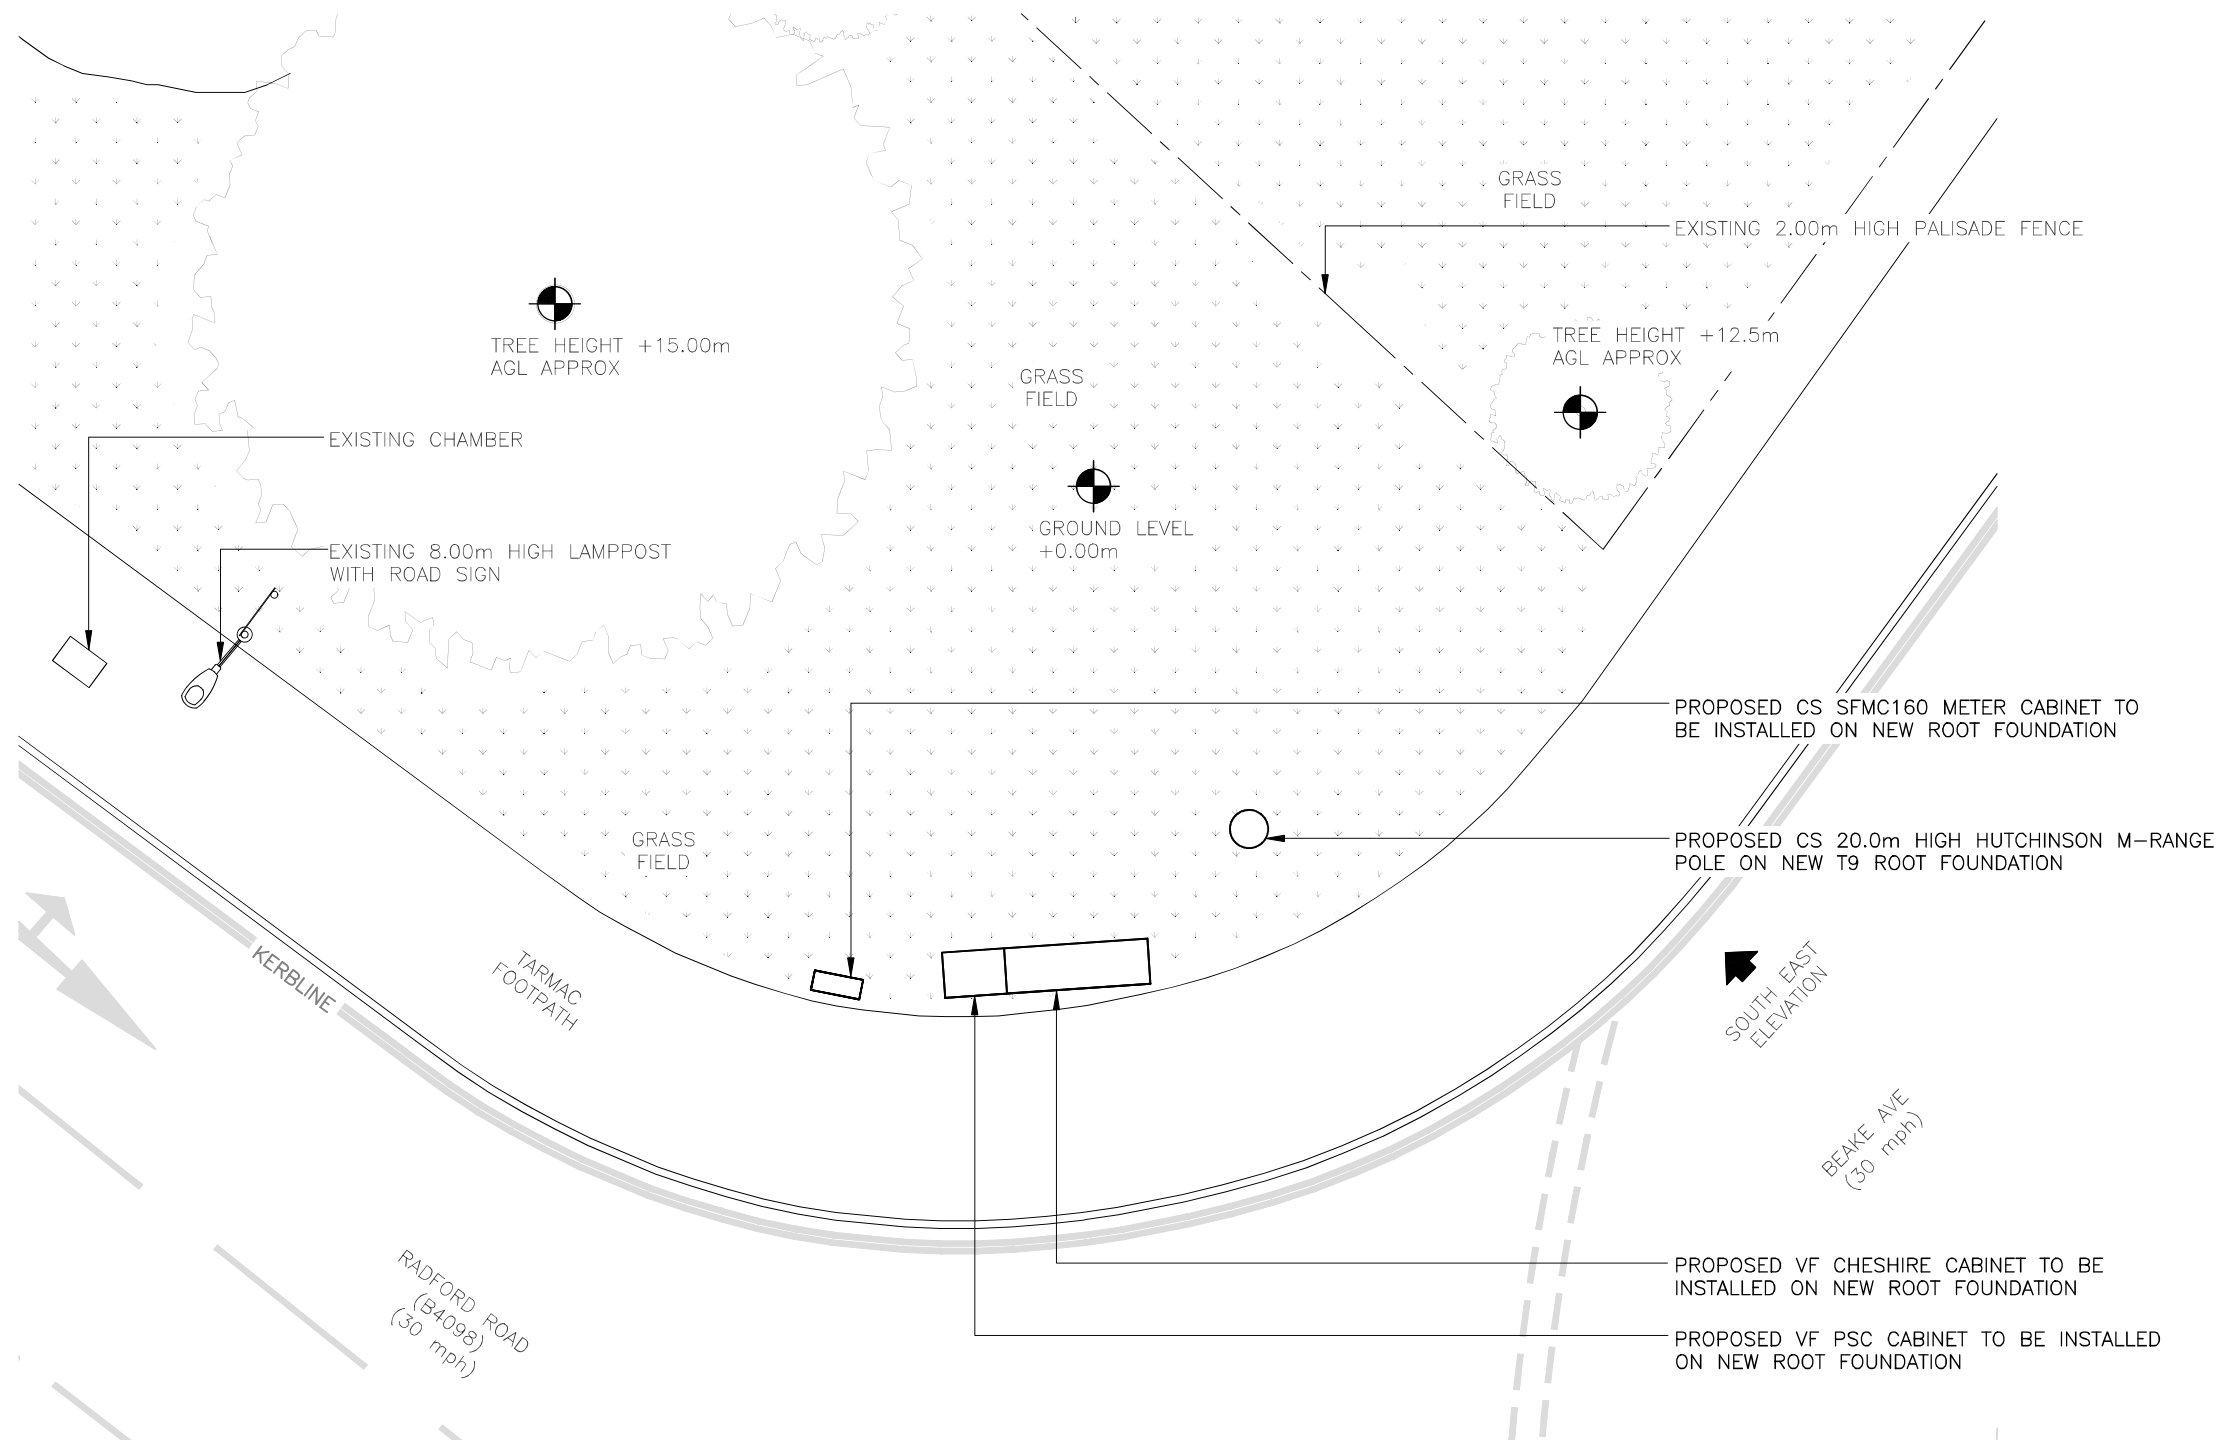 GRASS
FIELD
EXISTING 2.00m HIGH PALISADE FENCE
TREE HEIGHT +15.00m
AGL APPROX
TREE HEIGHT +12.5m
AGL APPROX
GRASS
FIELD
EXISTING CHAMBER
GROUND LEVEL
+0.00m
EXISTING 8.00m HIGH LAMPPOST
WITH ROAD SIGN
PROPOSED CS SFMC160 METER CABINET TO
BE INSTALLED ON NEW ROOT FOUNDATION
GRASS
FIELD
PROPOSED CS 20.0m HIGH HUTCHINSON M-RANGE
POLE ON NEW T9 ROOT FOUNDATION
KERBLINE
TARMAC
FOOTPATH
SOUTH EAST
ELEVATION
BEAKE AVE
(30 mph)
RADFORD ROAD
(B4098)
(30 mph)
PROPOSED VF CHESHIRE CABINET TO BE
INSTALLED ON NEW ROOT FOUNDATION
PROPOSED VF PSC CABINET TO BE INSTALLED
ON NEW ROOT FOUNDATION